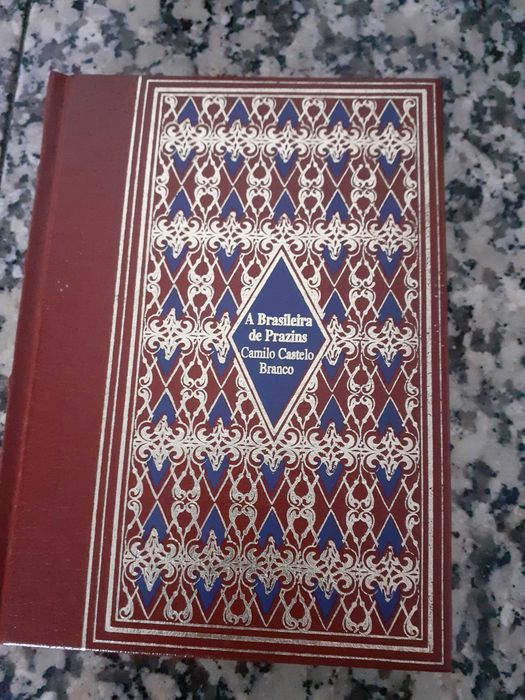 A Brasileira
de Prazins
Camilo Castelo
Branco